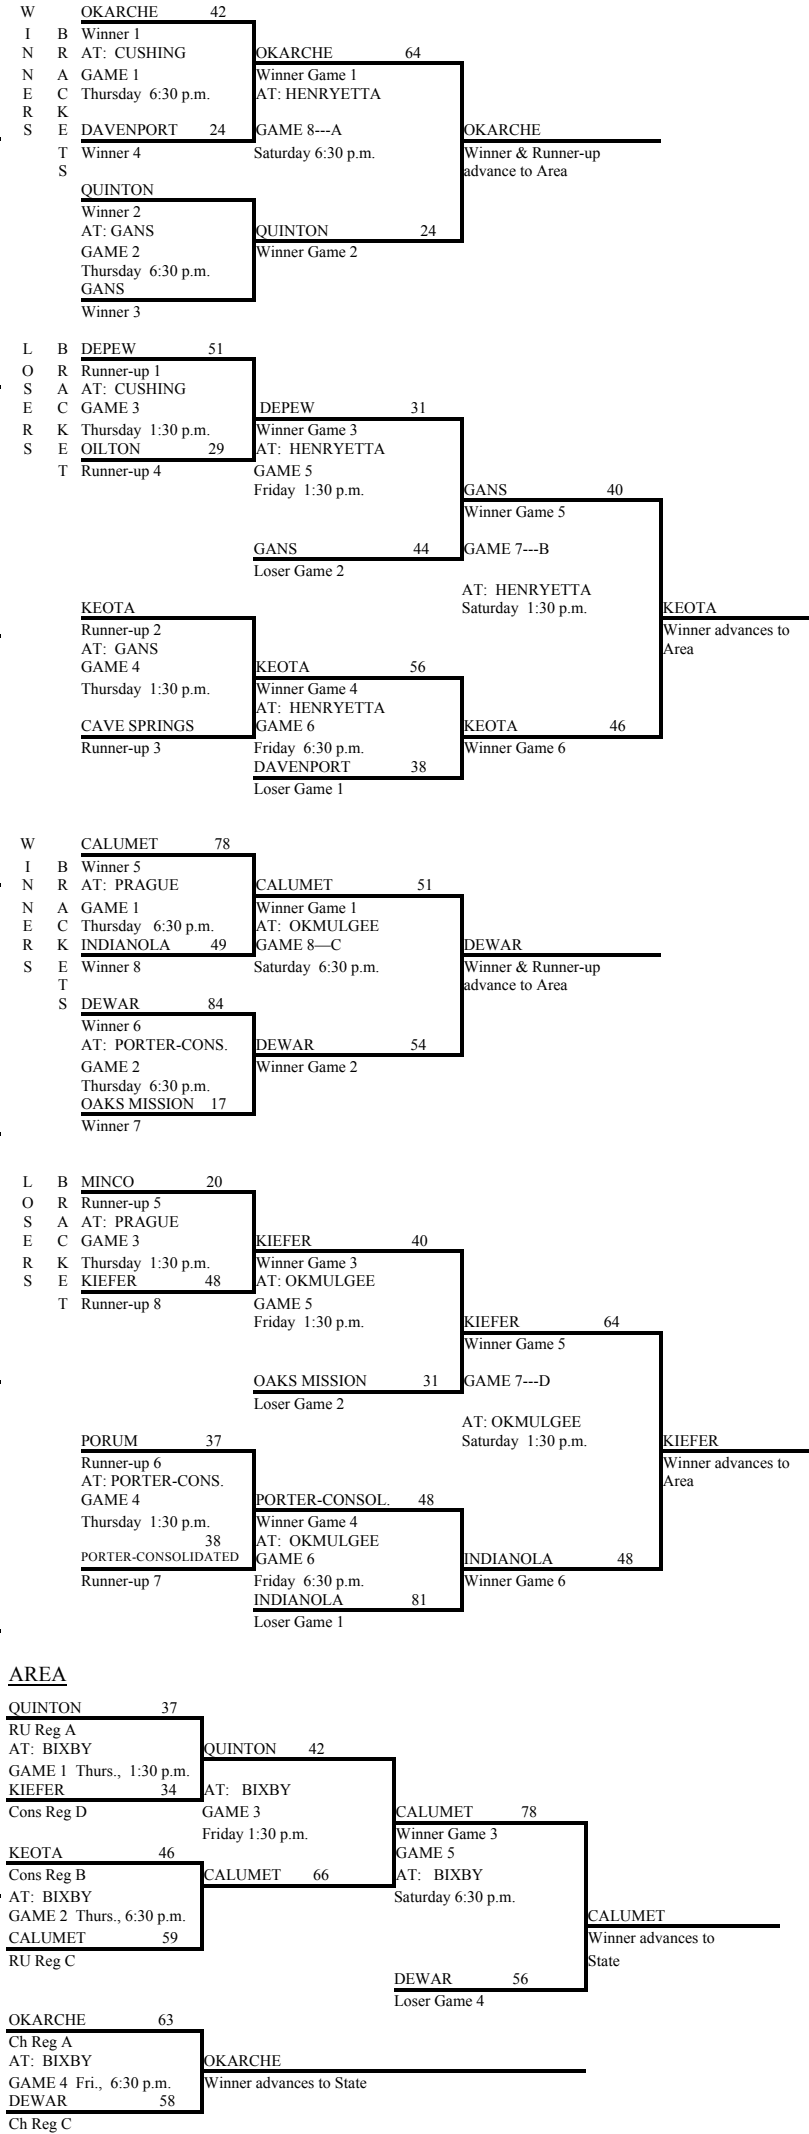 W OKARCHE 42
I B Winner 1
N R AT: CUSHING OKARCHE 64
N A GAME 1 Winner Game 1
E C Thursday 6:30 p.m. AT: HENRYETTA
R K
S E DAVENPORT 24 GAME 8---A OKARCHE
T Winner 4 Saturday 6:30 p.m. Winner & Runner-up
S advance to Area
QUINTON
Winner 2
AT: GANS QUINTON 24
GAME 2 Winner Game 2
Thursday 6:30 p.m.
GANS
Winner 3
L B DEPEW 51
O R Runner-up 1
S A AT: CUSHING
E C GAME 3 DEPEW 31
R K Thursday 1:30 p.m. Winner Game 3
S E OILTON 29 AT: HENRYETTA
T Runner-up 4 GAME 5
Friday 1:30 p.m. GANS 40
Winner Game 5
GANS 44 GAME 7---B
Loser Game 2
AT: HENRYETTA
KEOTA Saturday 1:30 p.m. KEOTA
Runner-up 2 Winner advances to
AT: GANS Area
GAME 4 KEOTA 56
Thursday 1:30 p.m. Winner Game 4
AT: HENRYETTA
CAVE SPRINGS GAME 6 KEOTA 46
Runner-up 3 Friday 6:30 p.m. Winner Game 6
DAVENPORT 38
Loser Game 1
W CALUMET 78
I B Winner 5
N R AT: PRAGUE CALUMET 51
N A GAME 1 Winner Game 1
E C Thursday 6:30 p.m. AT: OKMULGEE
R K INDIANOLA 49 GAME 8—C DEWAR
S E Winner 8 Saturday 6:30 p.m. Winner & Runner-up
T advance to Area
S DEWAR 84
Winner 6
AT: PORTER-CONS. DEWAR 54
GAME 2 Winner Game 2
Thursday 6:30 p.m.
OAKS MISSION 17
Winner 7
L B MINCO 20
O R Runner-up 5
S A AT: PRAGUE
E C GAME 3 KIEFER 40
R K Thursday 1:30 p.m. Winner Game 3
S E KIEFER 48 AT: OKMULGEE
T Runner-up 8 GAME 5
Friday 1:30 p.m. KIEFER 64
Winner Game 5
OAKS MISSION 31 GAME 7---D
Loser Game 2
AT: OKMULGEE
PORUM 37 Saturday 1:30 p.m. KIEFER
Runner-up 6 Winner advances to
AT: PORTER-CONS. Area
GAME 4 PORTER-CONSOL. 48
Thursday 1:30 p.m. Winner Game 4
38 AT: OKMULGEE
PORTER-CONSOLIDATED GAME 6 INDIANOLA 48
Runner-up 7 Friday 6:30 p.m. Winner Game 6
INDIANOLA 81
Loser Game 1
AREA
QUINTON 37
RU Reg A
AT: BIXBY QUINTON 42
GAME 1 Thurs., 1:30 p.m.
KIEFER 34 AT: BIXBY
Cons Reg D GAME 3 CALUMET 78
Friday 1:30 p.m. Winner Game 3
KEOTA 46 GAME 5
Cons Reg B CALUMET 66 AT: BIXBY
AT: BIXBY Saturday 6:30 p.m.
GAME 2 Thurs., 6:30 p.m. CALUMET
CALUMET 59 Winner advances to
RU Reg C State
DEWAR 56
Loser Game 4
OKARCHE 63
Ch Reg A
AT: BIXBY OKARCHE
GAME 4 Fri., 6:30 p.m. Winner advances to State
DEWAR 58
Ch Reg C